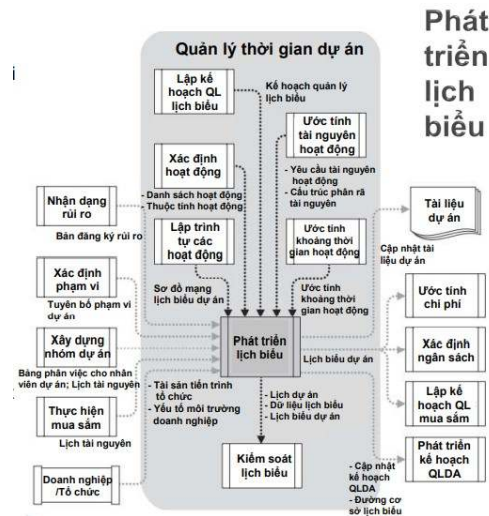 Phát
triển
lịch
biểu
Quản lý thời gian dự án
i
Lập kế
hoạch QL
lịch biểu
Kế hoạch quản lý
lịch biểu
Ước tính
tài nguyên
hoạt động
Xác định
hoạt động
- Yêu cầu tài nguyên
hoạt động
- Cấu trúc phân rã
tài nguyên
- Danh sách hoạt động
- Thuộc tính hoạt động
Nhận dạng
rủi ro
Bản đăng ký rủi ro
Lập trình
tự các
hoạt động
Ước tính
khoảng thời
gian hoạt động
Tài liệu
dự án
Cập nhật tài
liệu dự án
Xác định
phạm vi
Tuyên bố phạm vi
dự án
Sơ đồ mạng
lịch biểu dự án
Ước tính
khoảng thời
gian hoạt động
Ước tính
chi phí
Xây dựng
nhóm dự án
Bảng phân việc cho nhân
viên dự án; Lịch tài nguyên
Phát triển
lịch biểu
Lịch biểu dự án
Xác định
ngân sách
Thực hiện
mua sắm
Lịch tài nguyên
- Tài sản tiến trình
tổ chức
- Yếu tố môi trường
doanh nghiệp
- Lịch dự án
- Dữ liệu lịch biểu
- Lịch biểu dự án
Lập kế
hoạch QL
mua sắm
Doanh nghiệp
/Tổ chức
Kiểm soát
lịch biểu
Phát triển
kế hoạch
QLDA
- Cập nhật
kế hoạch
QLDA
- Đường cơ
sở lịch biểu